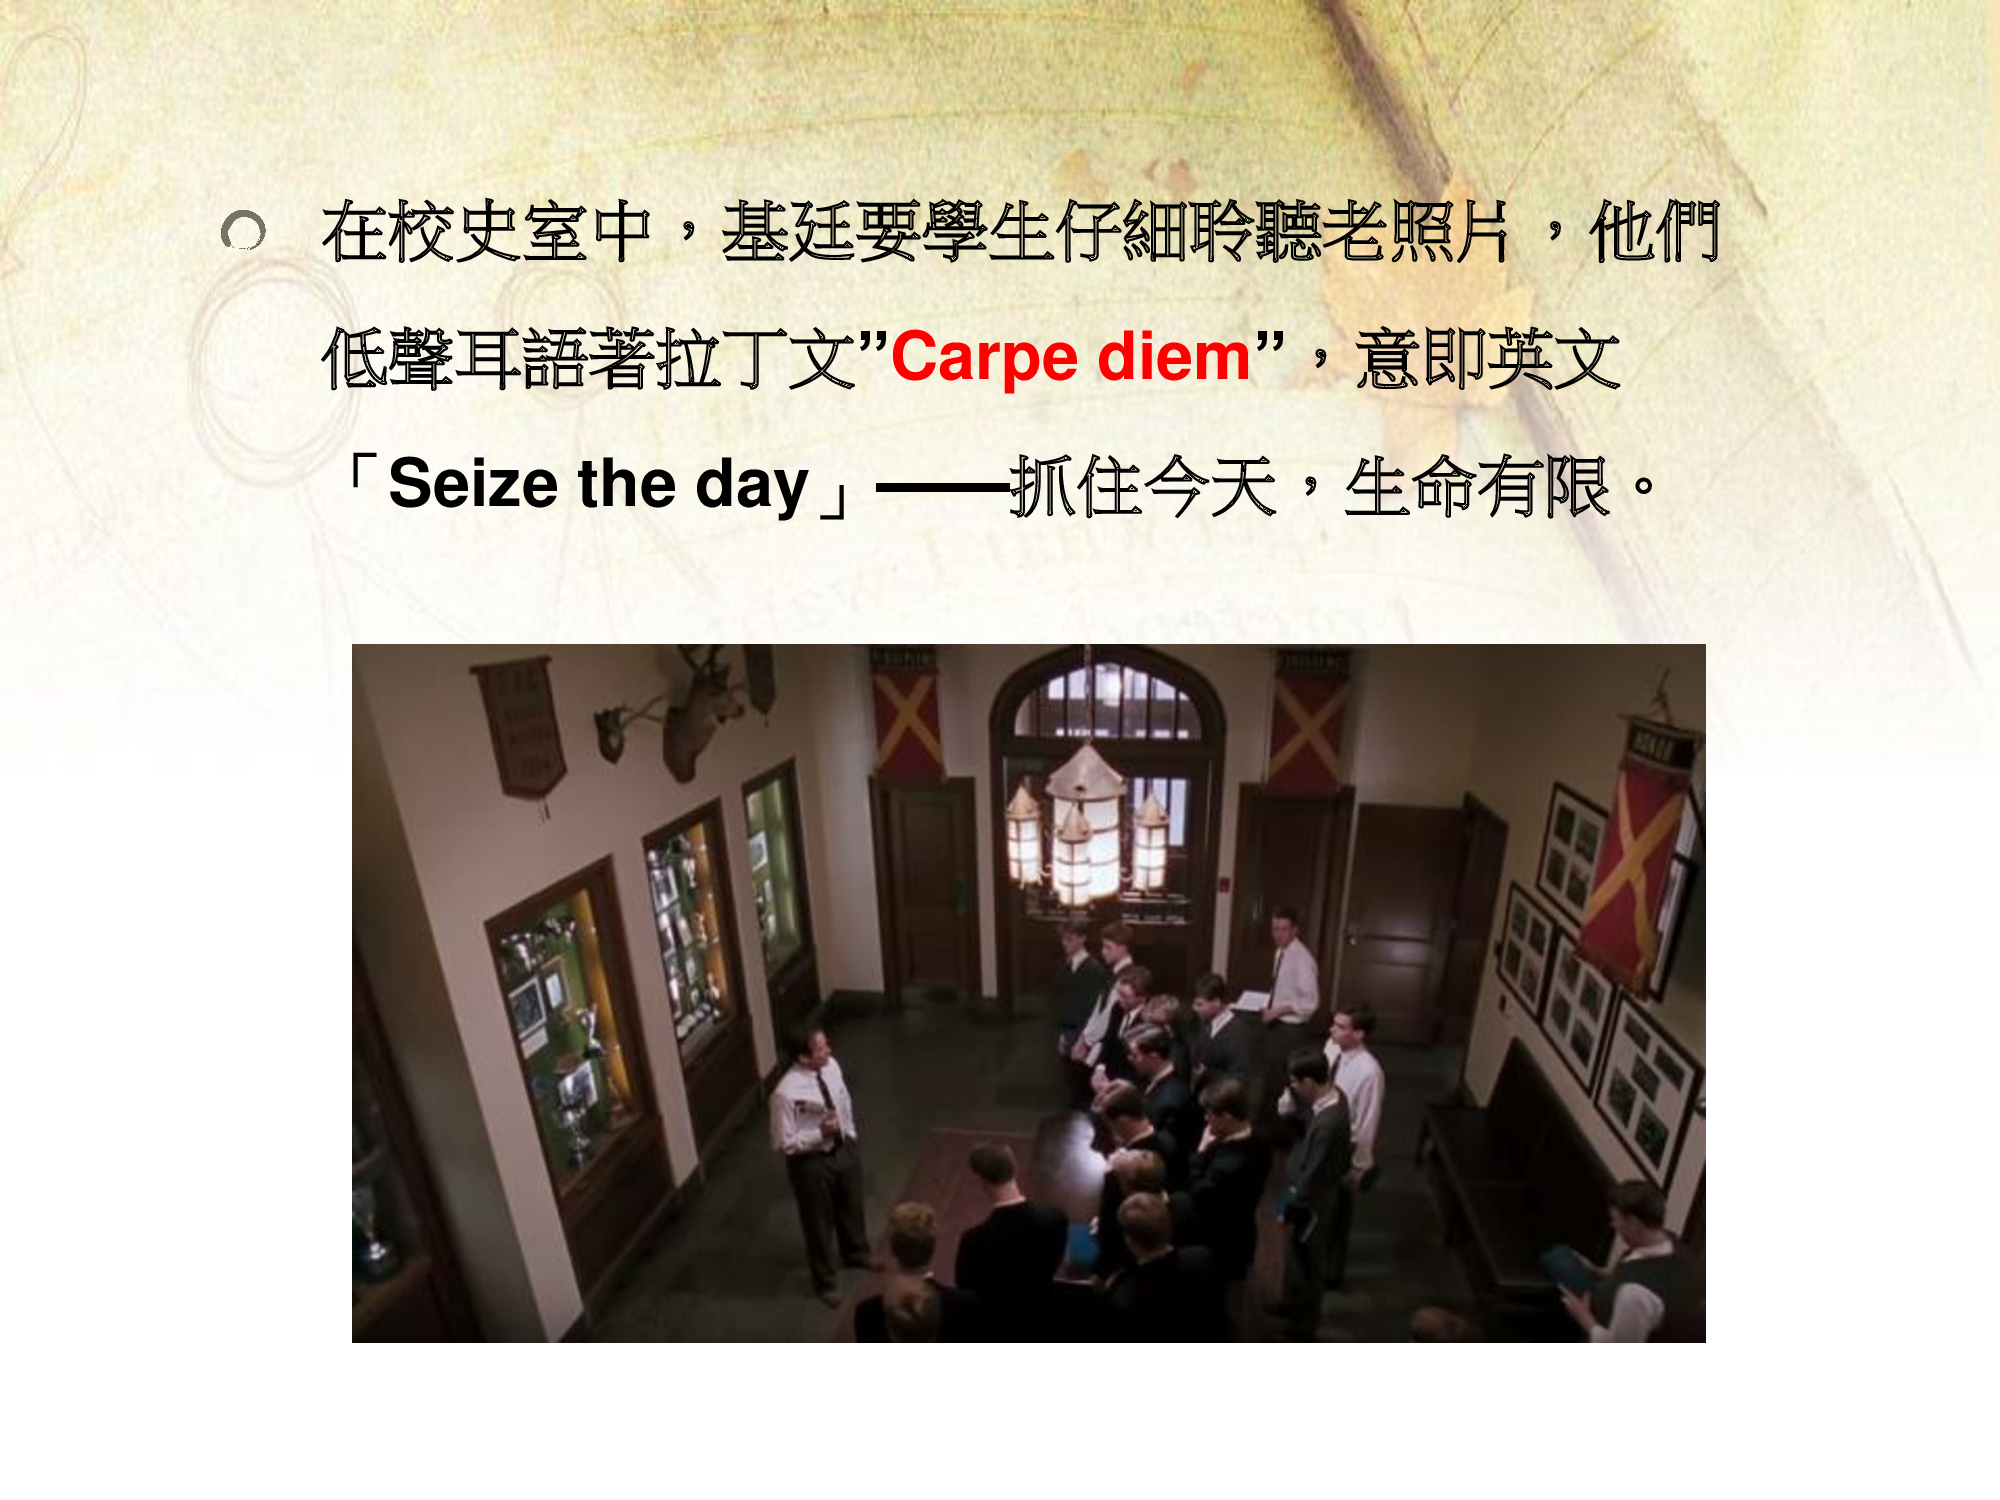 在校史室中，基廷要學生仔細聆聽老照片，他們
低聲耳語著拉丁文”Carpe diem”，意即英文
「Seize the day」——抓住今天，生命有限。